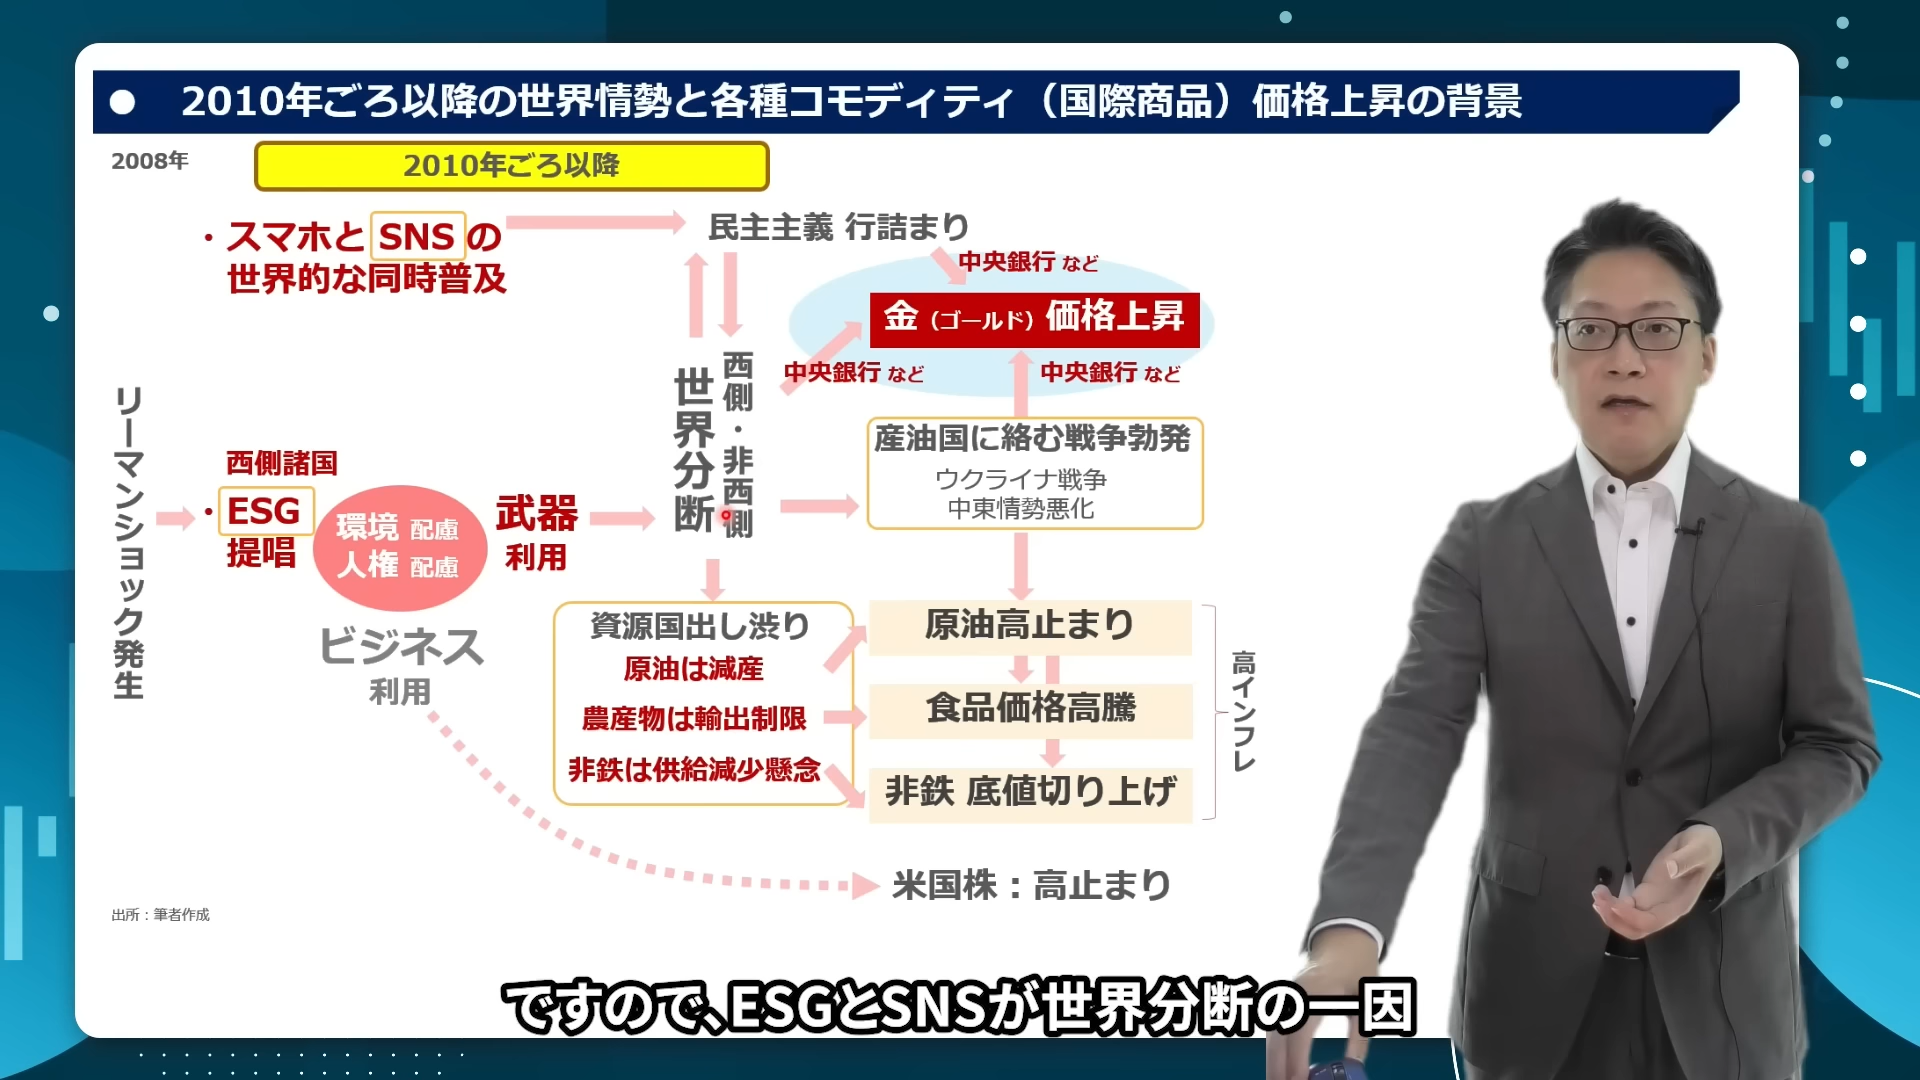 2010年ごろ以降の世界情勢と各種コモディティ（国際商品）価格上昇の背景
2008年
2010年ごろ以降
・スマホとSNSの
世界的な同時普及
民主主義 行詰まり
中央銀行 など
金（ゴールド）価格上昇
中央銀行 など
中央銀行 など
リーマンショック発生
西側諸国
・ESG
提唱
環境 配慮
人権 配慮
武器
利用
ビジネス
利用
世界分断
西側・非西側
産油国に絡む戦争勃発
ウクライナ戦争
中東情勢悪化
資源国出し渋り
原油は減産
農産物は輸出制限
非鉄は供給減少懸念
原油高止まり
食品価格高騰
非鉄 底値切り上げ
高インフレ
米国株：高止まり
出所：筆者作成
ですので、ESGとSNSが世界分断の一因